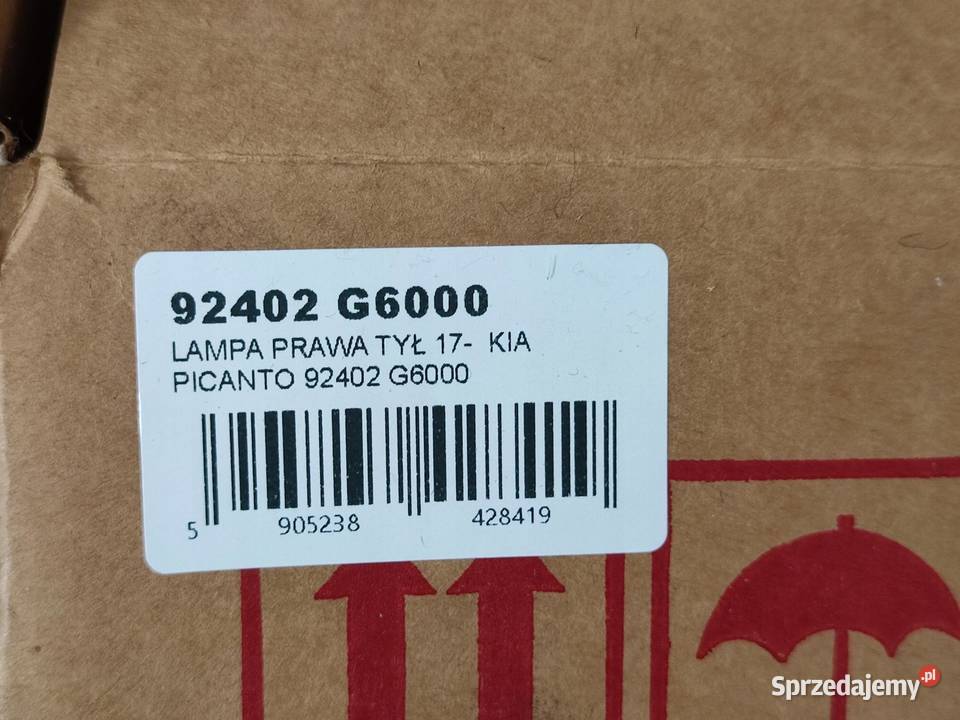 92402 G6000
LAMPA PRAWA TYŁ 17- KIA
PICANTO 92402 G6000
5 905238 428419
Sprzedajemy.pl